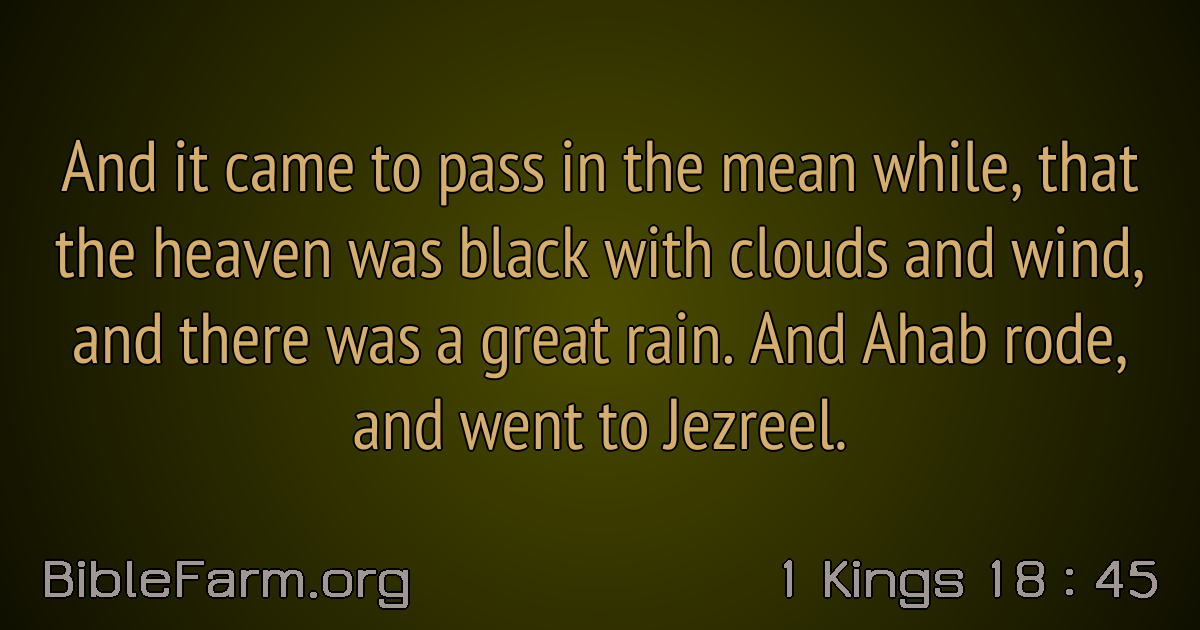 And it came to pass in the mean while, that
the heaven was black with clouds and wind,
and there was a great rain. And Ahab rode,
and went to Jezreel.
BibleFarm.org
1 Kings 18 : 45